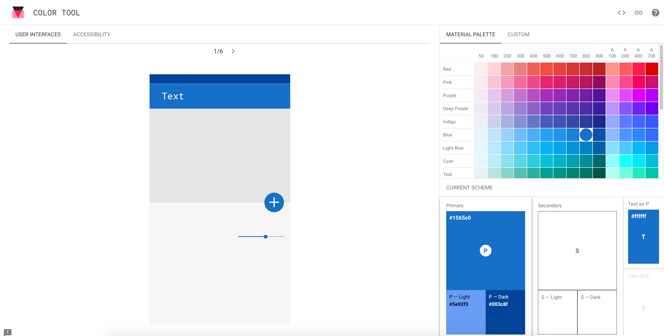 COLOR TOOL
USER INTERFACES
ACCESSIBILITY
1/6
Text
MATERIAL PALETTE
CUSTOM
50 100 200 300 400 500 600 700 800 900 A 100 A 200 A 400 A 700
Red
Pink
Purple
Deep Purple
Indigo
Blue
Light Blue
Cyan
Teal
CURRENT SCHEME
Primary
#1565c0
P
P — Light
#5e92f3
P — Dark
#003c8f
Secondary
S
S — Light
S — Dark
Text on P
#ffffff
T
Text on S
T